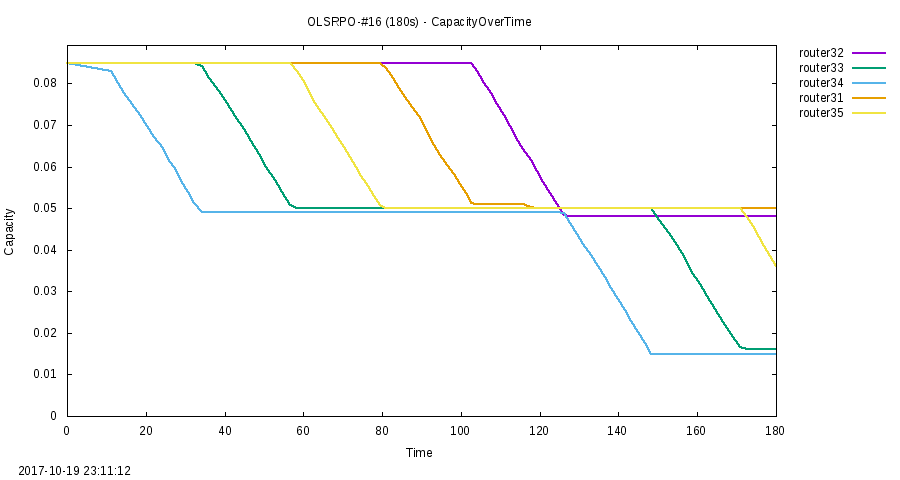 OLSRPO-#16 (180s) - CapacityOverTime
router32
router33
router34
router31
router35
0.08
0.07
0.06
0.05
0.04
0.03
0.02
0.01
0
Capacity
0 20 40 60 80 100 120 140 160 180
Time
2017-10-19 23:11:12